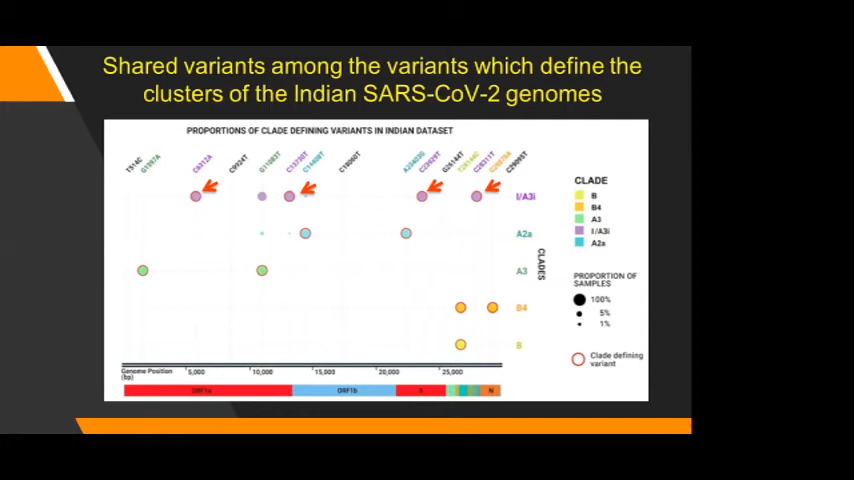 Shared variants among the variants which define the
clusters of the Indian SARS-CoV-2 genomes
PROPORTIONS OF CLADE DEFINING VARIANTS IN INDIAN DATASET
T514C G1397A C6312A C9924T G11083T C13730T C14408T C18060T A23403G C23929T G26144T T28144C C28311T G28878A C29095T
CLADE
B
B4
A3
I/A3i
A2a
I/A3i
A2a
A3
B4
B
CLADES
PROPORTION OF
SAMPLES
100%
5%
1%
Clade defining
variant
Genome Position
(bp)
5,000 10,000 15,000 20,000 25,000
ORF1a ORF1b S N